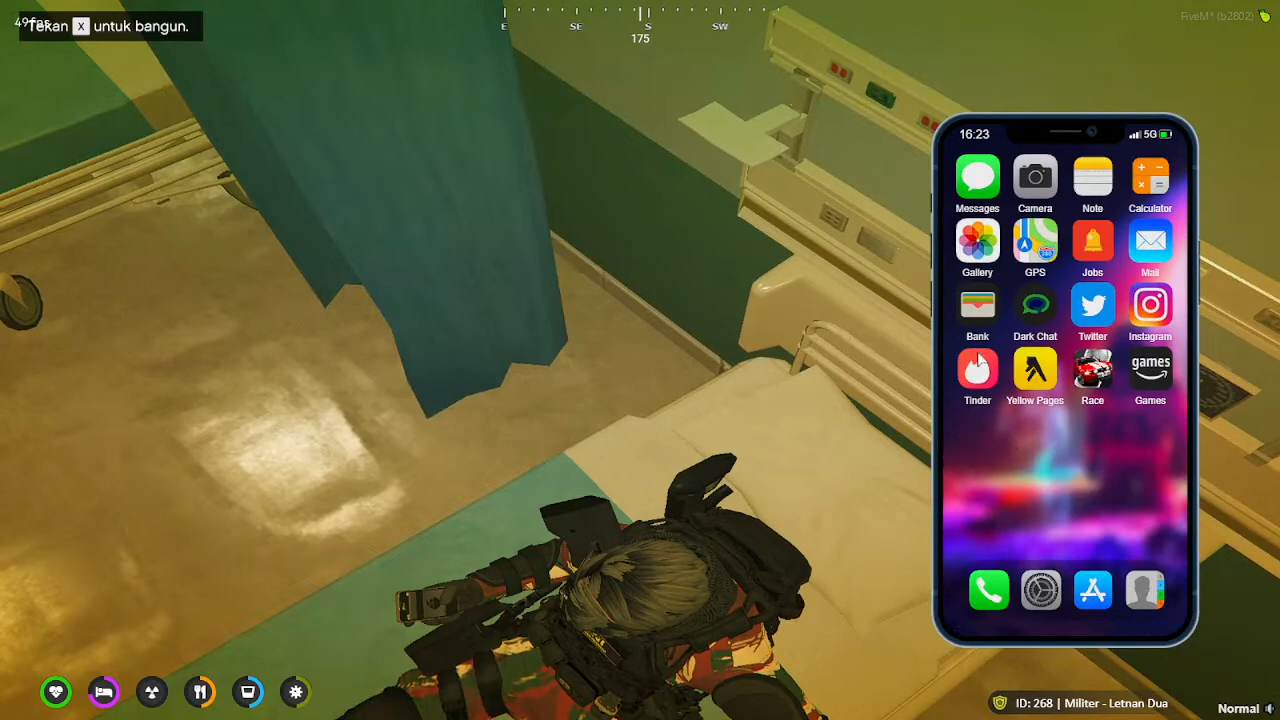 49fps
Tekan X untuk bangun.
E SE S SW
175
FiveM* (b2802)
16:23 5G
Messages Camera Note Calculator
Gallery GPS Jobs Mail
Bank Dark Chat Twitter Instagram
games
Tinder Yellow Pages Race Games
ID: 268 | Militer - Letnan Dua
Normal